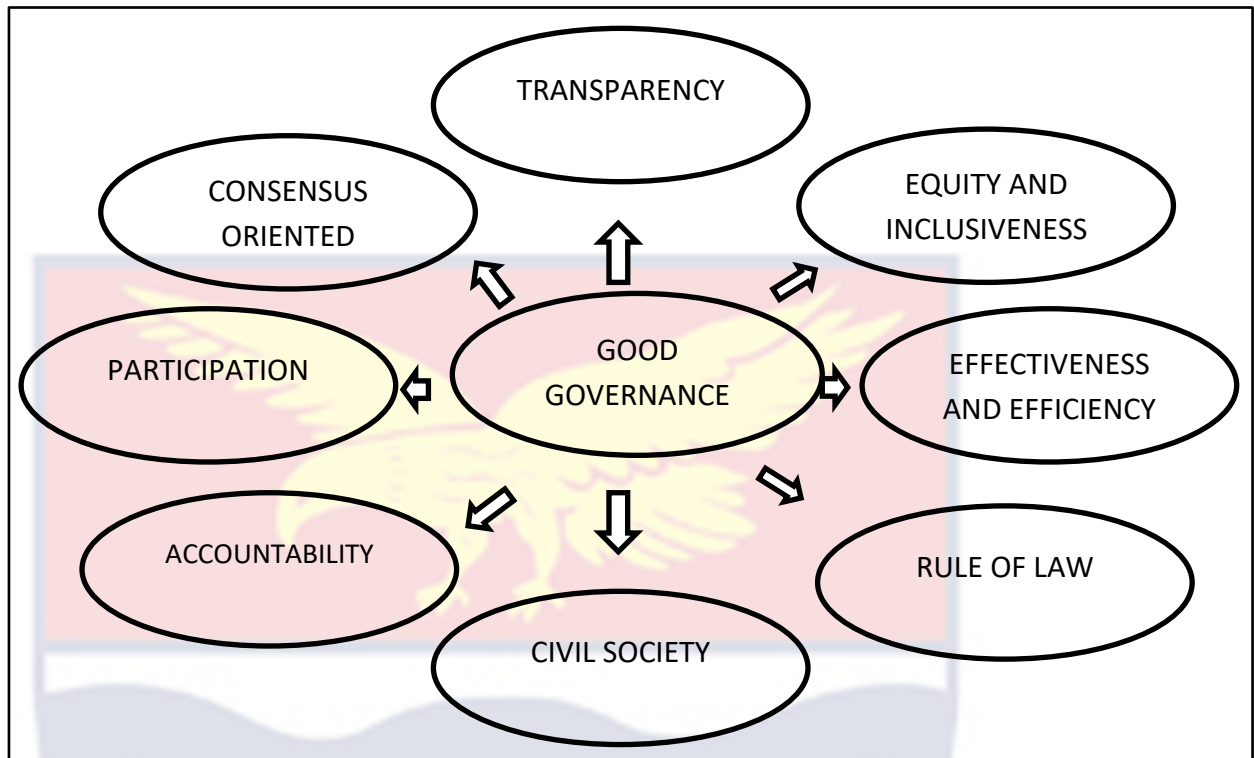 TRANSPARENCY
CONSENSUS
ORIENTED
EQUITY AND
INCLUSIVENESS
PARTICIPATION
GOOD
GOVERNANCE
EFFECTIVENESS
AND EFFICIENCY
ACCOUNTABILITY
RULE OF LAW
CIVIL SOCIETY